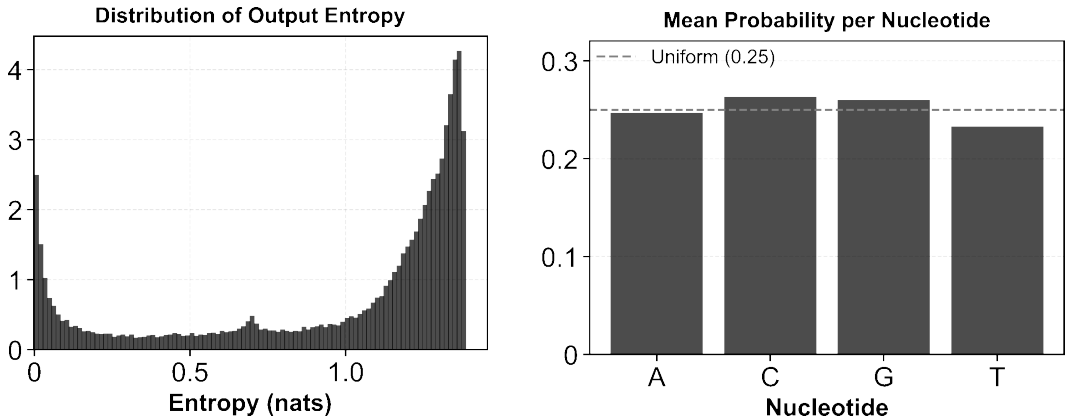 Distribution of Output Entropy
4
3
2
1
0
0 0.5 1.0
Entropy (nats)
Mean Probability per Nucleotide
Uniform (0.25)
0.3
0.2
0.1
0
A C G T
Nucleotide